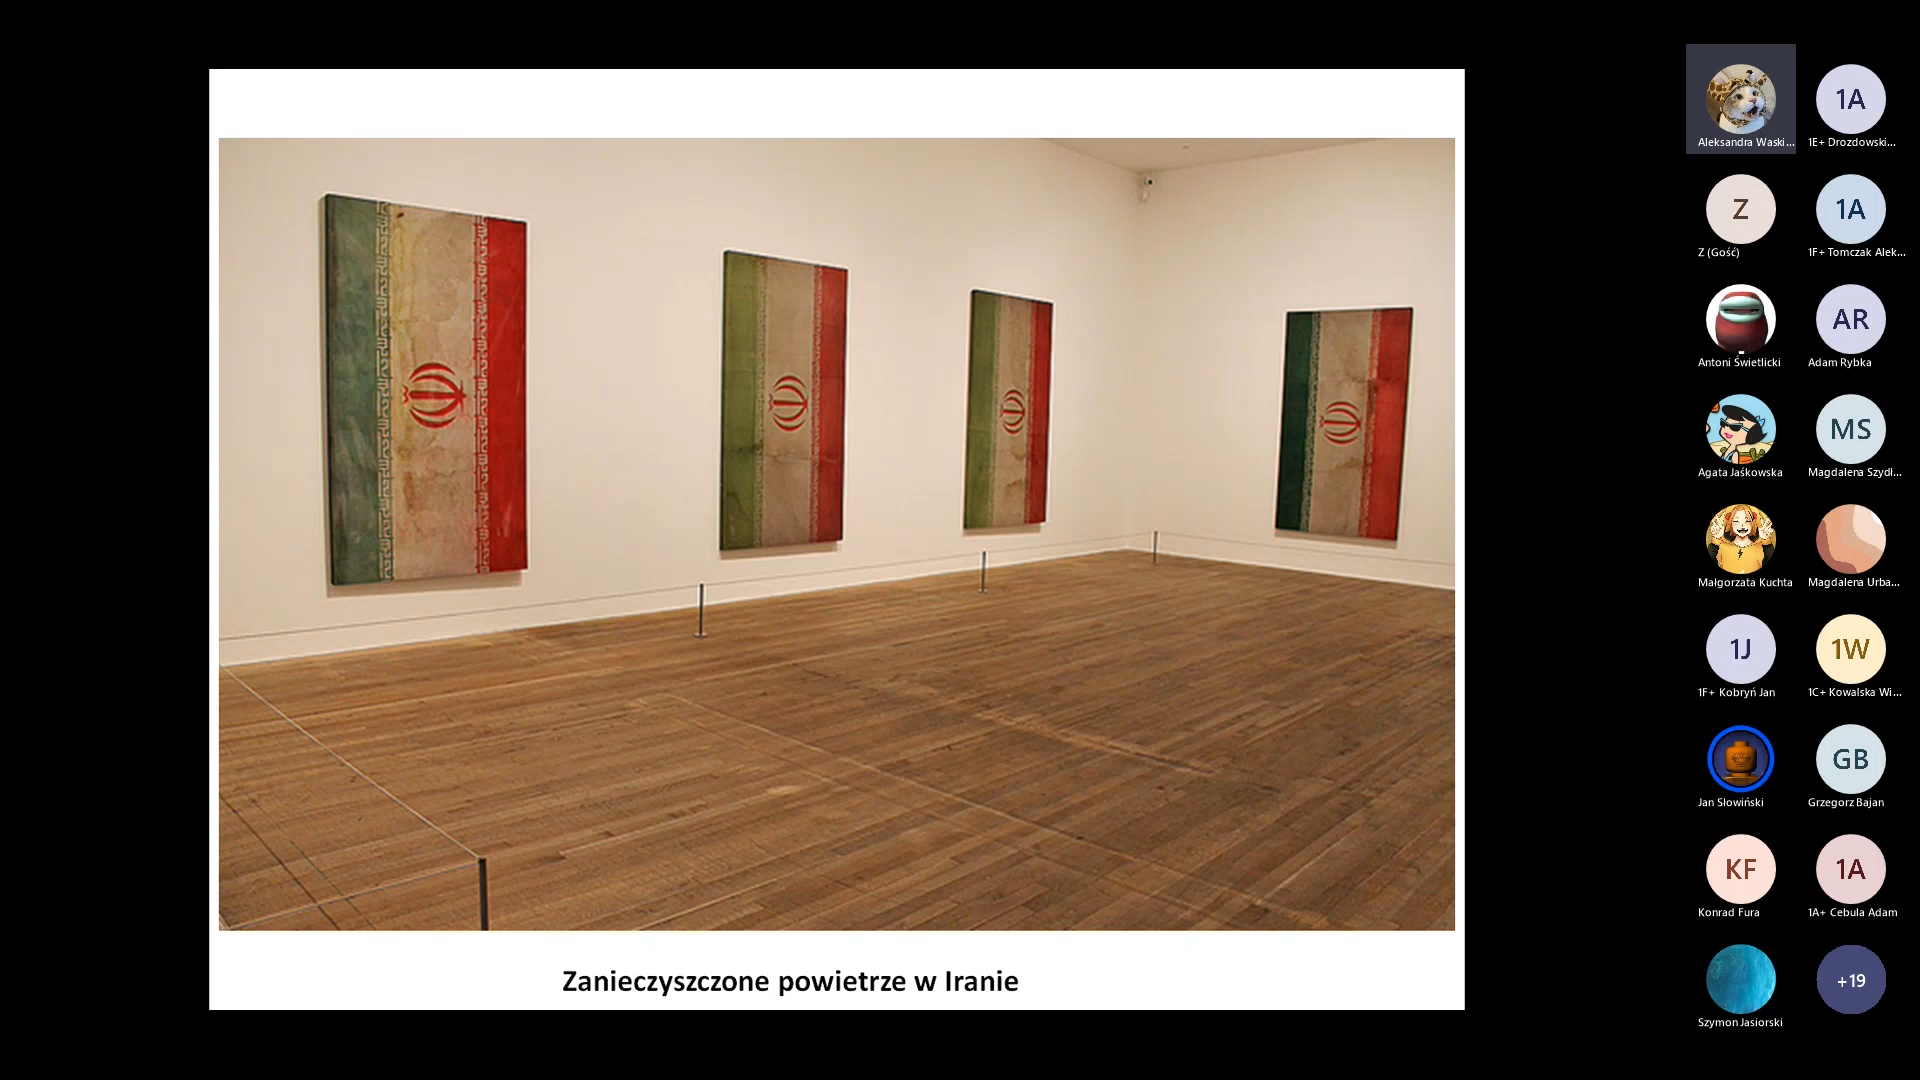 Zanieczyszczone powietrze w Iranie
Aleksandra Waski...
1A
1E+ Drozdowski...
Z
Z (Gość)
1A
1F+ Tomczak Alek...
Antoni Świetlicki
AR
Adam Rybka
Agata Jaśkowska
MS
Magdalena Szydł...
Małgorzata Kuchta
Magdalena Urba...
1J
1F+ Kobryń Jan
1W
1C+ Kowalska Wi...
Jan Słowiński
GB
Grzegorz Bajan
KF
Konrad Fura
1A
1A+ Cebula Adam
Szymon Jasiorski
+19